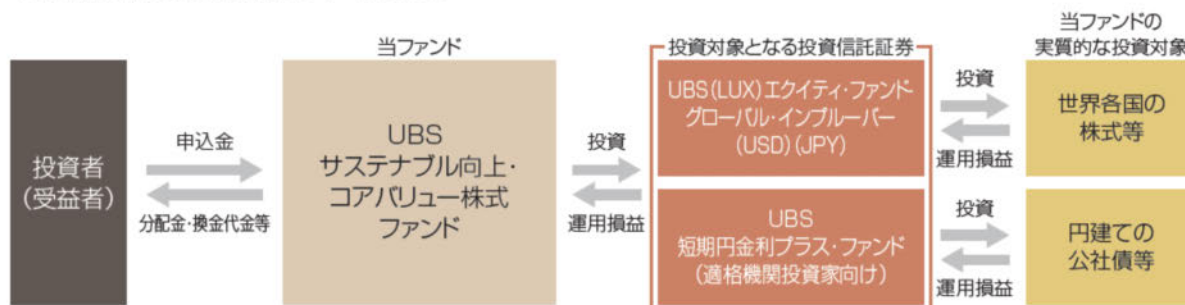 当ファンドの
当ファンド
投資対象となる投資信託証券
実質的な投資対象
投資者
(受益者)
申込金
分配金・換金代金等
UBS
サステナブル向上・
コアバリュー株式
ファンド
投資
運用損益
UBS(LUX)エクイティ・ファンド-
グローバル・インプルーバー
(USD)(JPY)
投資
運用損益
世界各国の
株式等
UBS
短期円金利プラス・ファンド
(適格機関投資家向け)
投資
運用損益
円建ての
公社債等